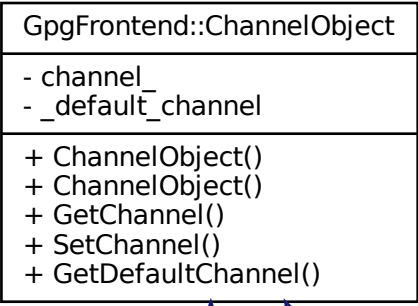 GpgFrontend::ChannelObject
- channel_
- _default_channel
+ ChannelObject()
+ ChannelObject()
+ GetChannel()
+ SetChannel()
+ GetDefaultChannel()